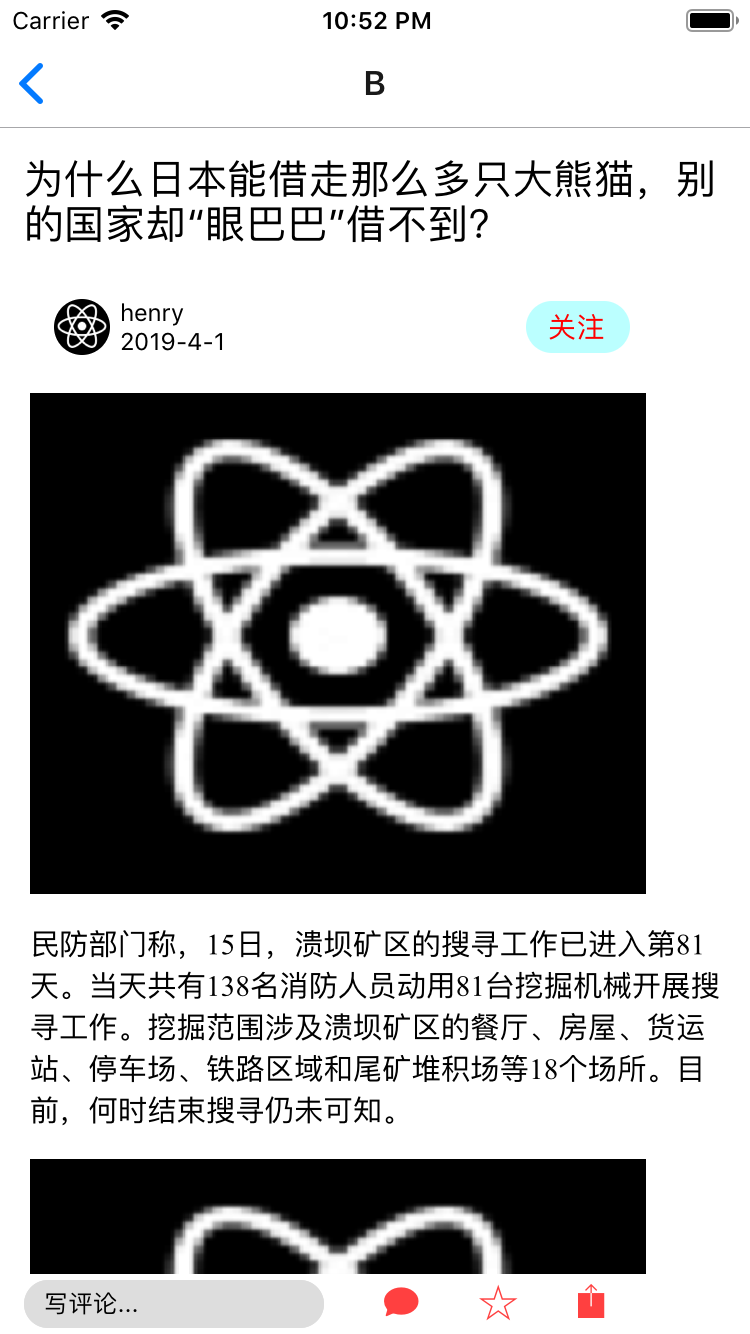 Carrier 10:52 PM
B
为什么日本能借走那么多只大熊猫，别
的国家却“眼巴巴”借不到？
henry
2019-4-1
关注
民防部门称，15日，溃坝矿区的搜寻工作已进入第81
天。当天共有138名消防人员动用81台挖掘机械开展搜
寻工作。挖掘范围涉及溃坝矿区的餐厅、房屋、货运
站、停车场、铁路区域和尾矿堆积场等18个场所。目
前，何时结束搜寻仍未可知。
写评论...